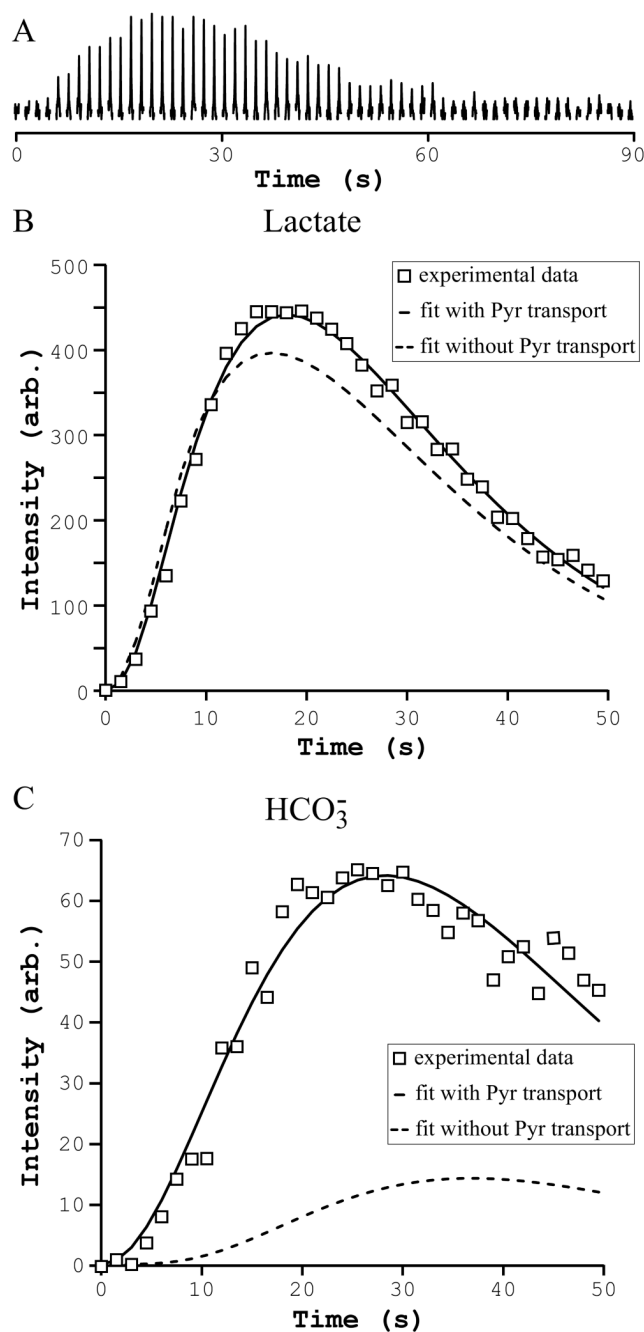 A
0 30 60 90
Time (s)
B Lactate
500
400
300
200
100
0
Intensity (arb.)
experimental data
fit with Pyr transport
fit without Pyr transport
0 10 20 30 40 50
Time (s)
C HCO₃⁻
70
60
50
40
30
20
10
0
Intensity (arb.)
experimental data
fit with Pyr transport
fit without Pyr transport
0 10 20 30 40 50
Time (s)